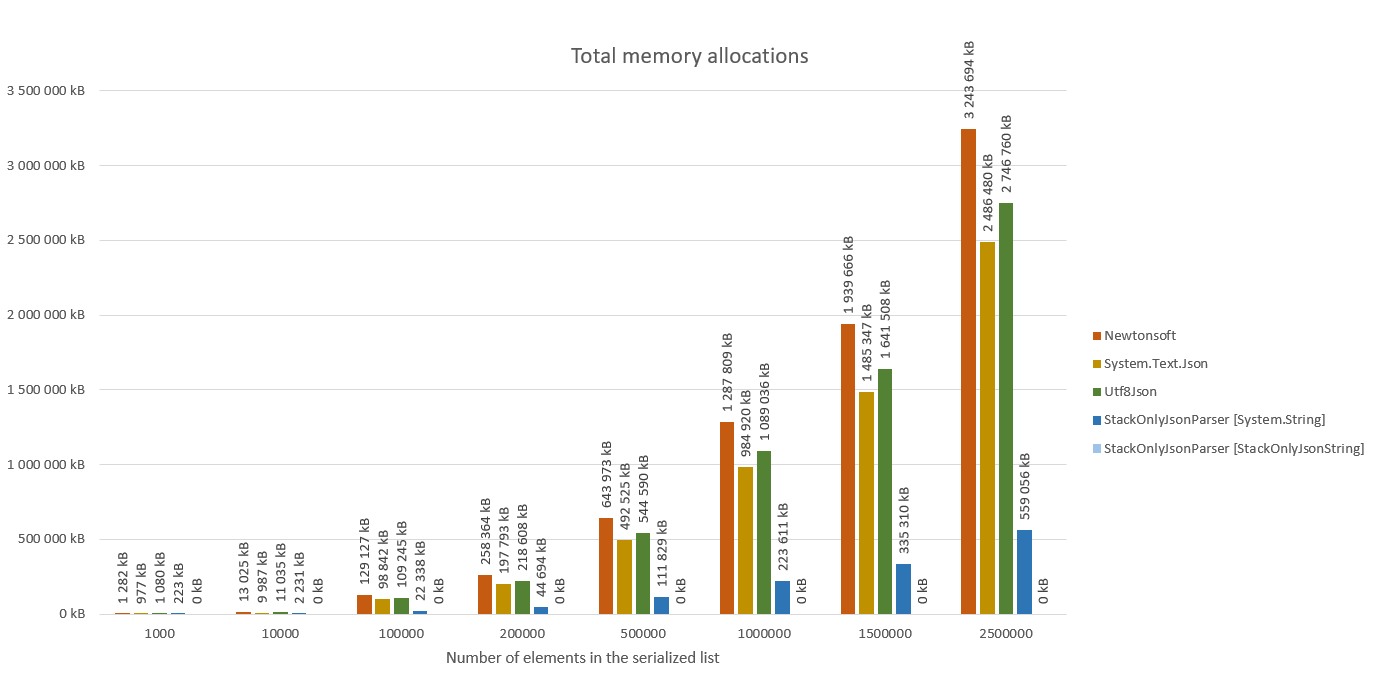 Total memory allocations
3 500 000 kB
3 000 000 kB
2 500 000 kB
2 000 000 kB
1 500 000 kB
1 000 000 kB
500 000 kB
0 kB
1 282 kB
977 kB
1 080 kB
223 kB
0 kB
13 025 kB
9 987 kB
11 035 kB
2 231 kB
0 kB
129 127 kB
98 842 kB
109 245 kB
22 338 kB
0 kB
258 364 kB
197 793 kB
218 608 kB
44 694 kB
0 kB
643 973 kB
492 525 kB
544 590 kB
111 829 kB
0 kB
1 287 809 kB
984 920 kB
1 089 036 kB
223 611 kB
0 kB
1 939 666 kB
1 485 347 kB
1 641 508 kB
335 310 kB
0 kB
3 243 694 kB
2 486 480 kB
2 746 760 kB
559 056 kB
0 kB
1000
10000
100000
200000
500000
1000000
1500000
2500000
Number of elements in the serialized list
Newtonsoft
System.Text.Json
Utf8Json
StackOnlyJsonParser [System.String]
StackOnlyJsonParser [StackOnlyJsonString]